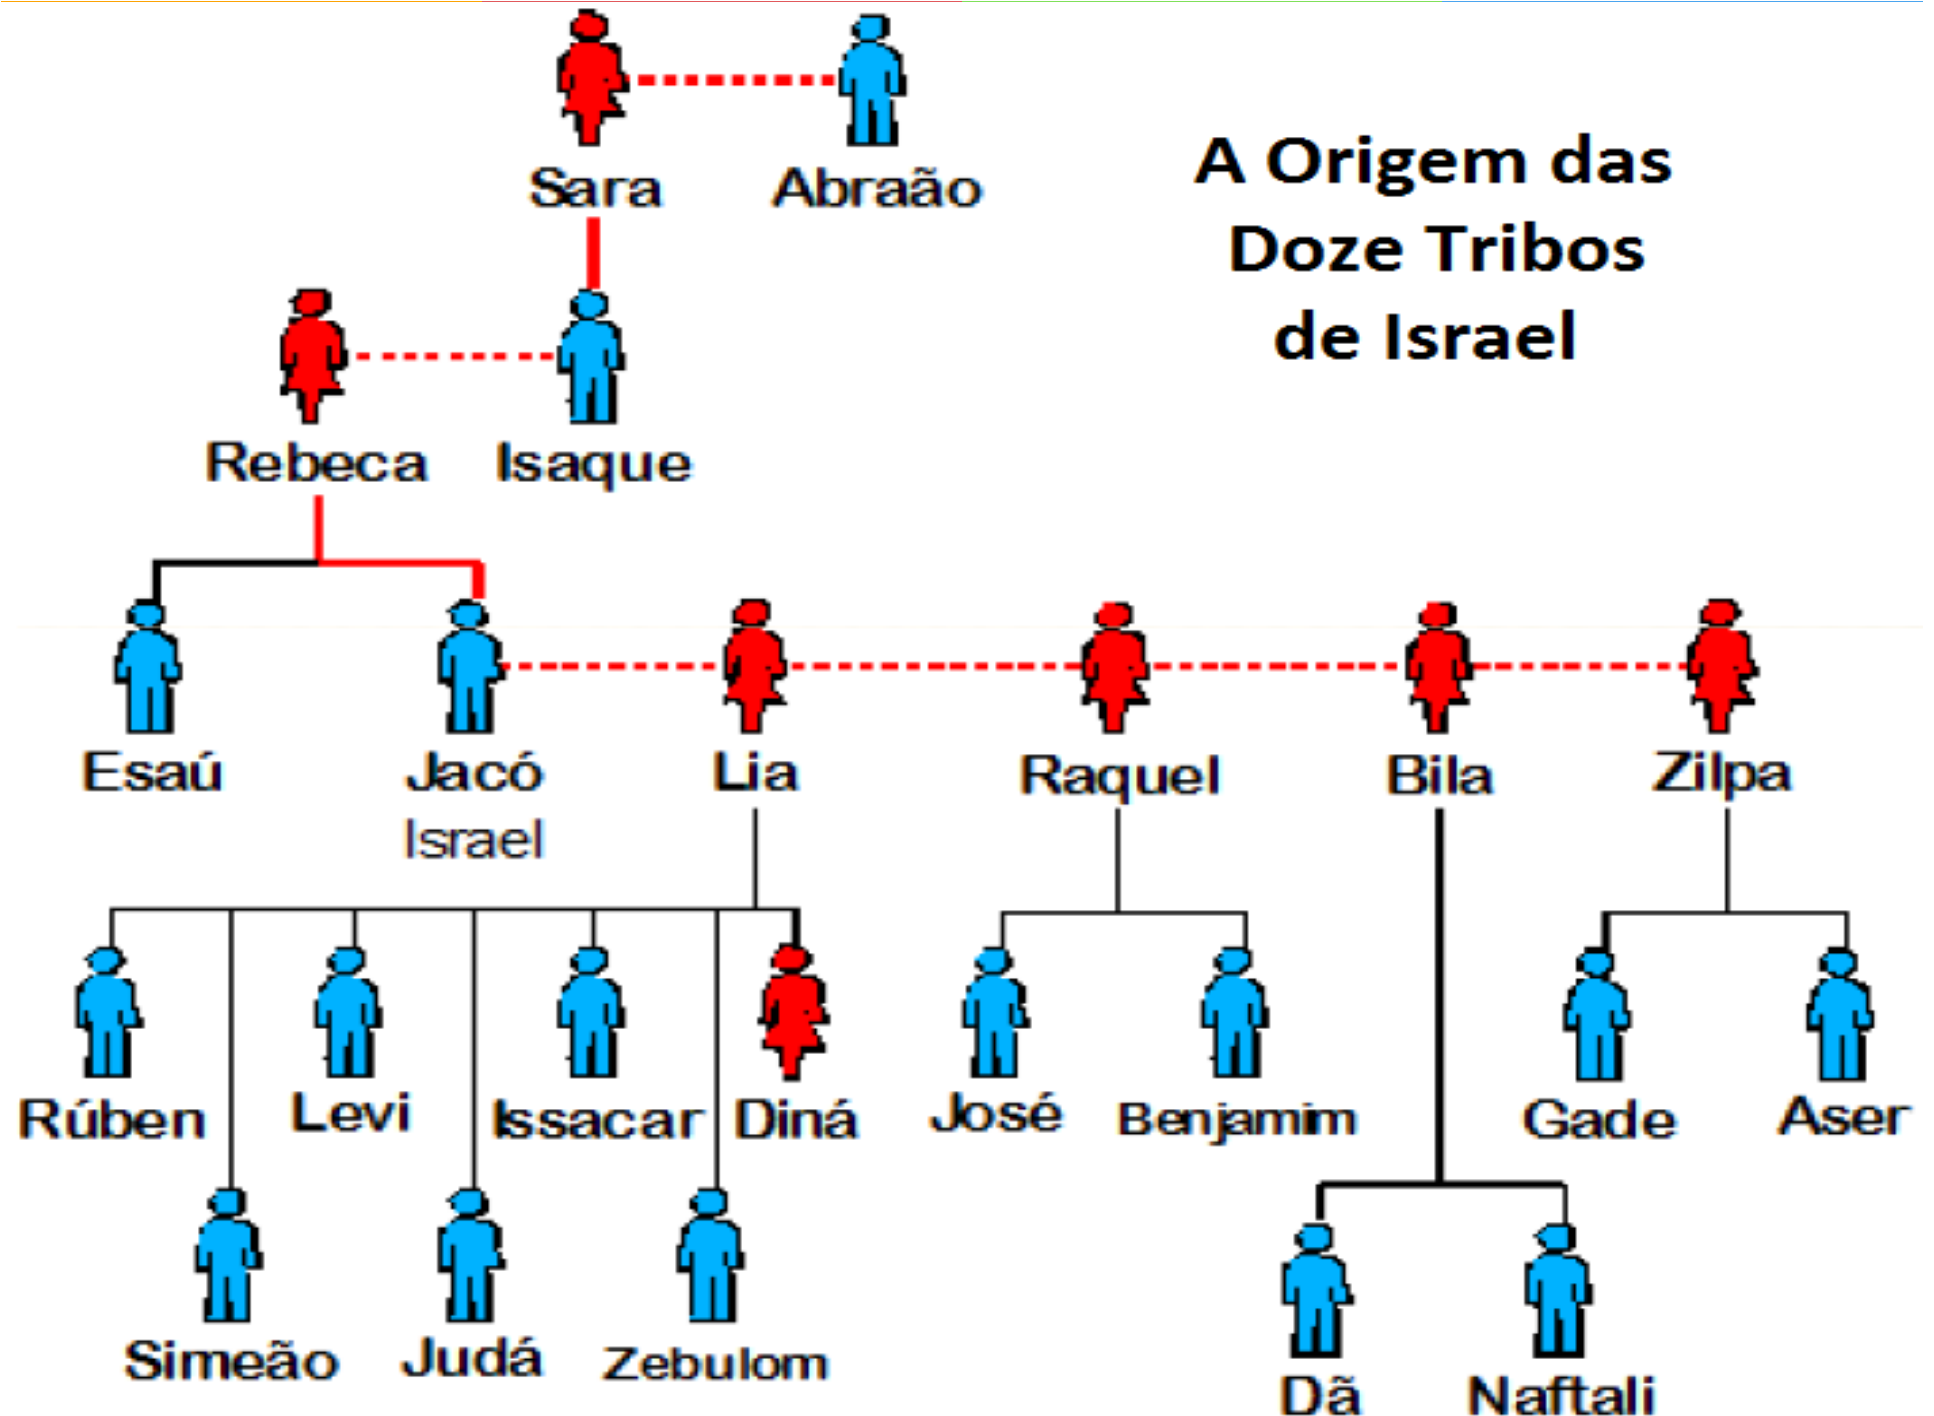 Sara Abraão
A Origem das
Doze Tribos
de Israel
Rebeca Isaque
Esaú Jacó Lia Raquel Bila Zilpa
Israel
Rúben Levi Issacar Diná José Benjamim Gade Aser
Simeão Judá Zebulom Dã Naftali